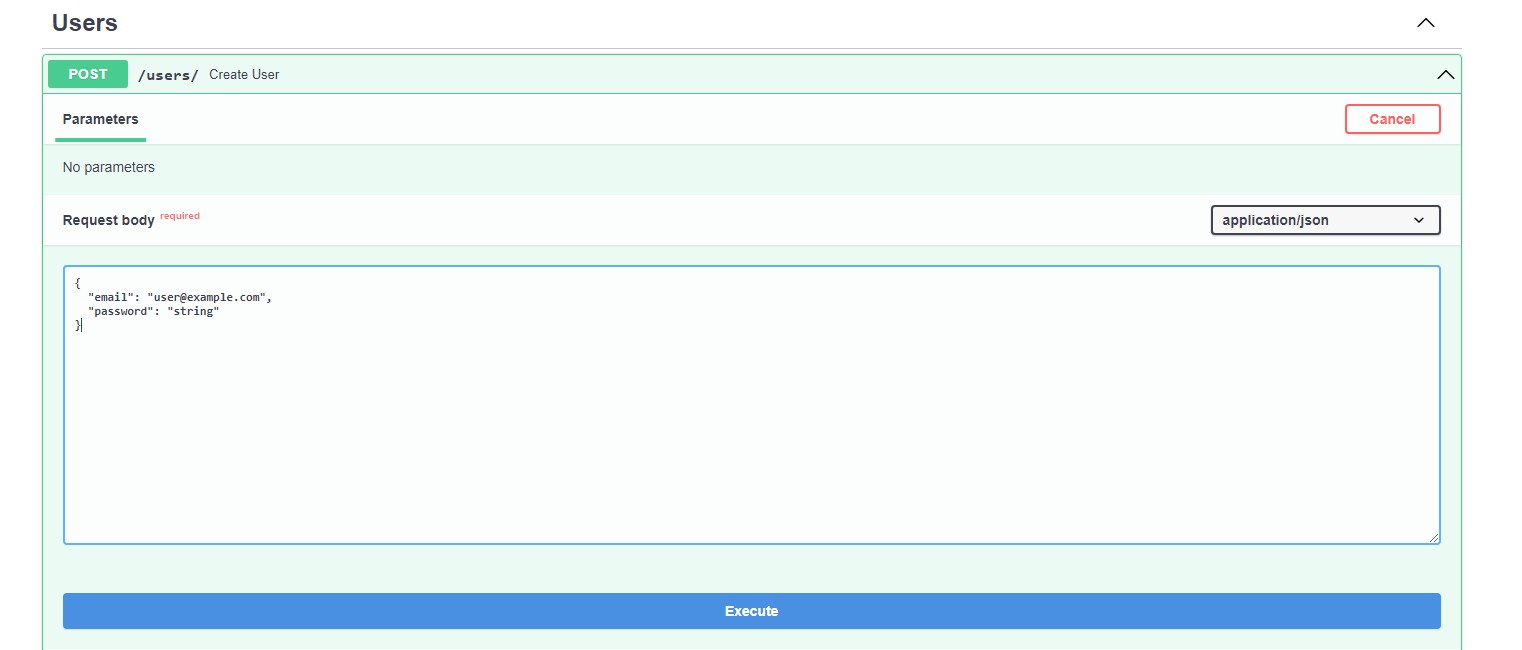 Users
POST /users/ Create User
Parameters Cancel
No parameters
Request body required application/json
{
  "email": "user@example.com",
  "password": "string"
}
Execute